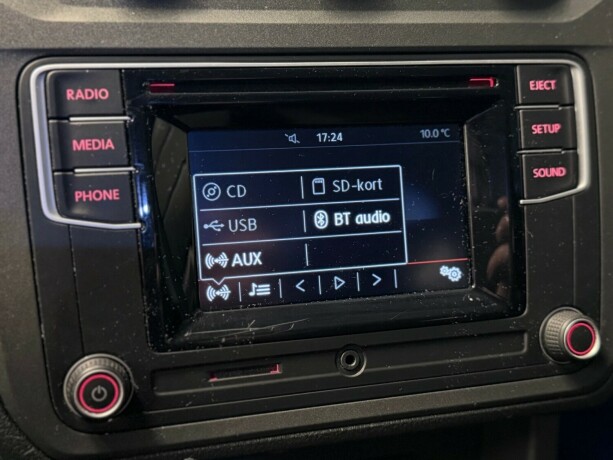 RADIO
MEDIA
PHONE
EJECT
SETUP
SOUND
17:24 10.0 °C
CD SD-kort
USB BT audio
AUX